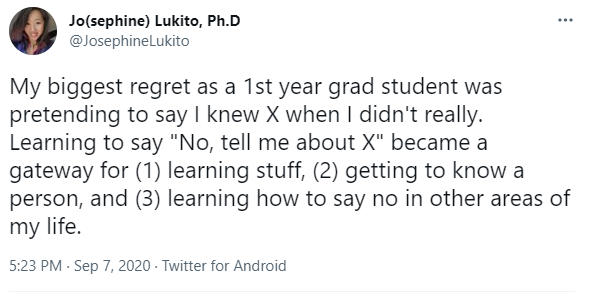 Jo(sephine) Lukito, Ph.D
@JosephineLukito
My biggest regret as a 1st year grad student was
pretending to say I knew X when I didn't really.
Learning to say "No, tell me about X" became a
gateway for (1) learning stuff, (2) getting to know a
person, and (3) learning how to say no in other areas of
my life.
5:23 PM · Sep 7, 2020 · Twitter for Android